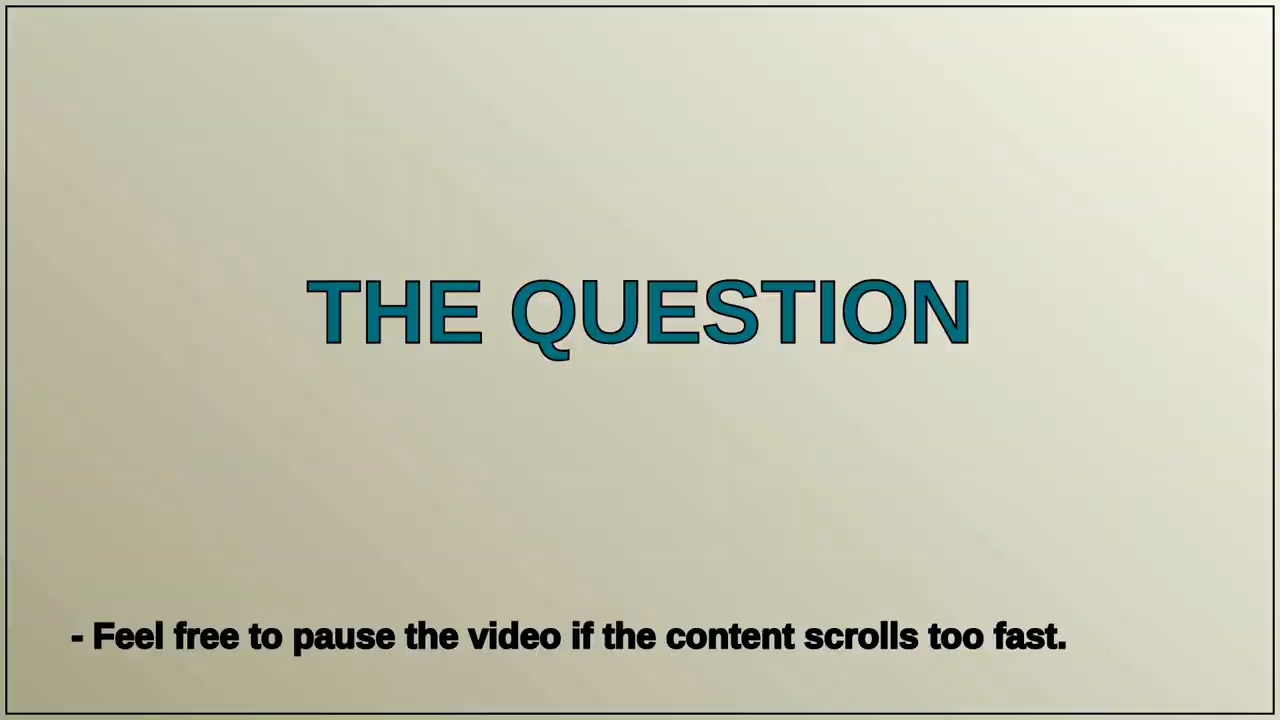 THE QUESTION
- Feel free to pause the video if the content scrolls too fast.